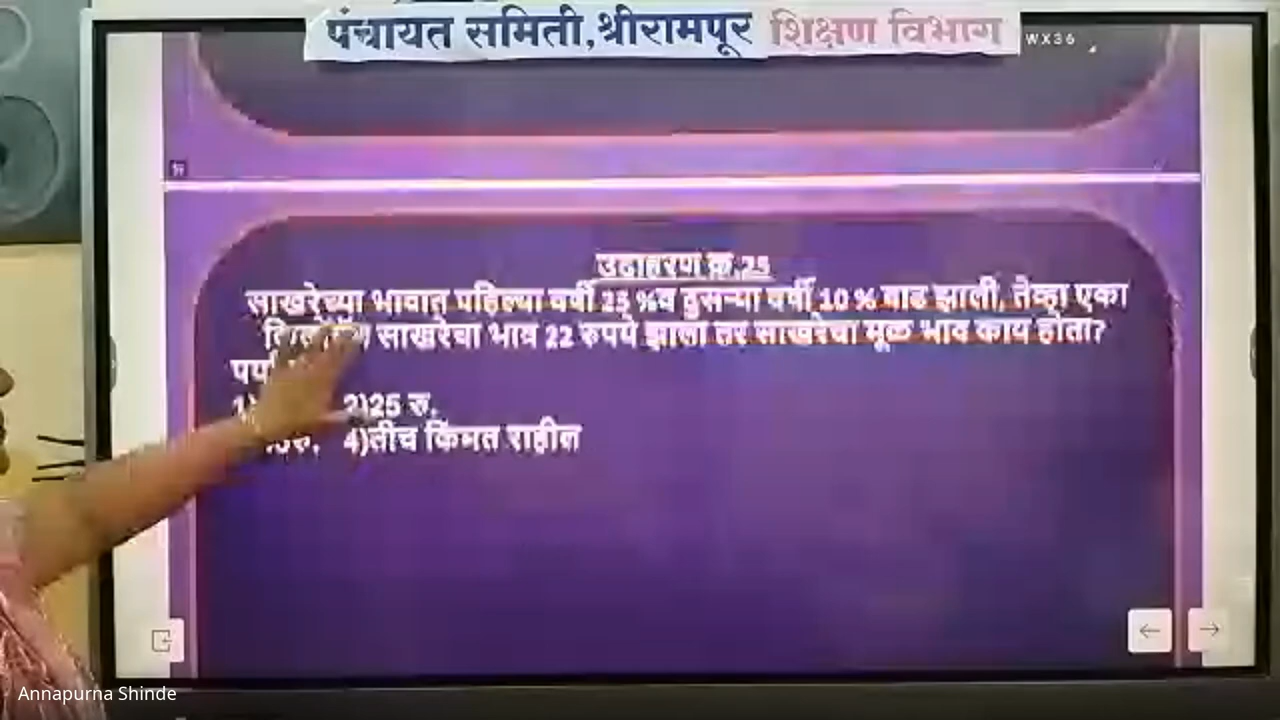 पंचायत समिती,श्रीरामपूर शिक्षण विभाग
WX36
उदाहरण क्र.25
साखरेच्या भावात पहिल्या वर्षी 25 %व दुसऱ्या वर्षी 10 % वाढ झाली, तेव्हा एका
साखरेचा भाव 22 रुपये झाला तर साखरेचा मूळ भाव काय होता?
1) 2)25 रु.
रु. 4)तीच किंमत राहील
Annapurna Shinde